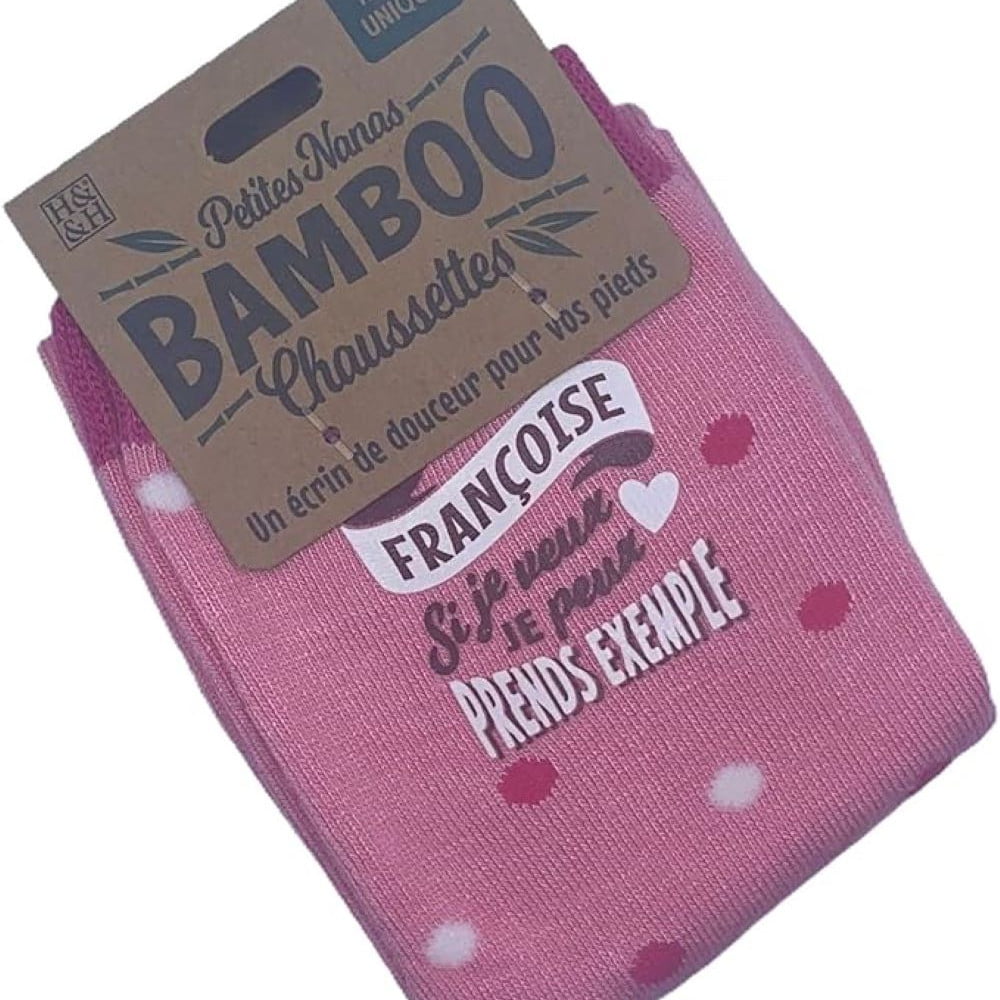 UNIQUE
H&
&H
Petites Nanas
BAMBOO
Chaussettes
Un écrin de douceur pour vos pieds
FRANÇOISE
Si je veux
JE peux
PRENDS EXEMPLE